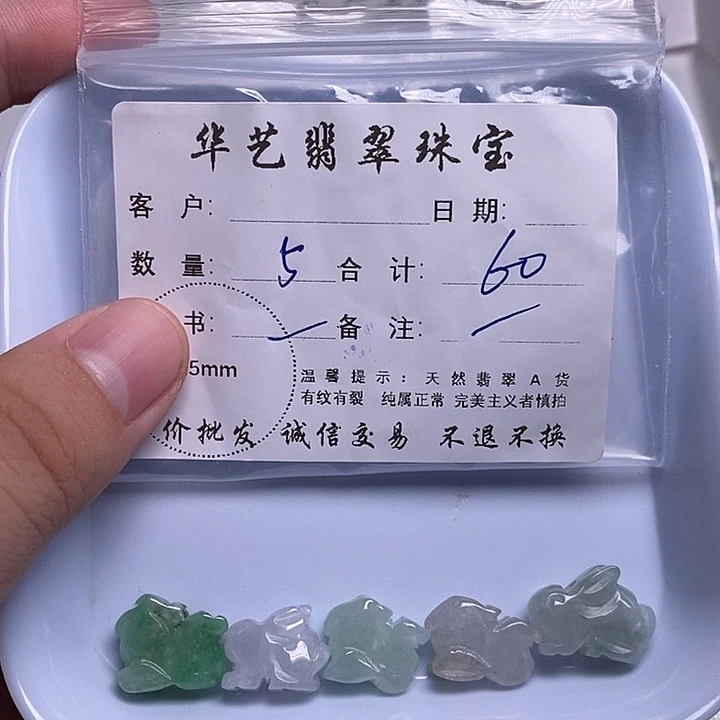 华艺翡翠珠宝
客 户: 日 期:
数 量: 5 合 计: 60
书: 备 注:
5mm
温馨提示: 天然翡翠A货
有纹有裂 纯属正常 完美主义者慎拍
价批发 诚信交易 不退不换